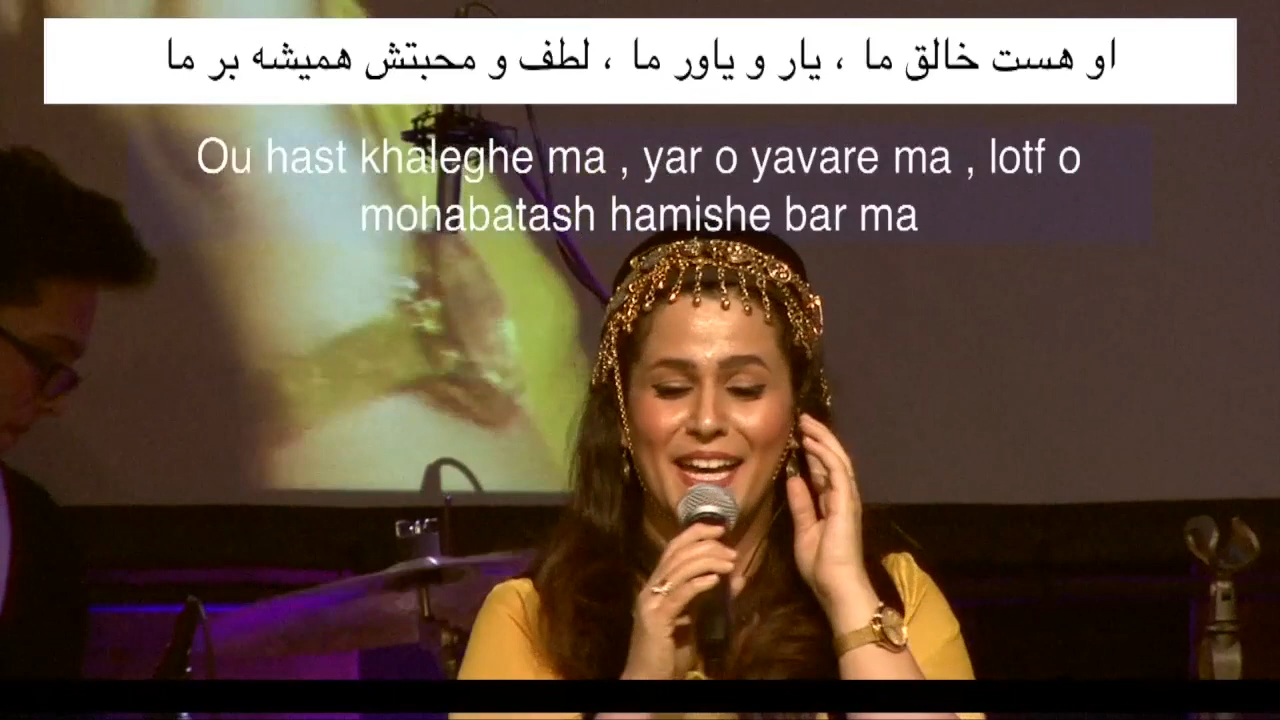 او هست خالق ما ، یار و یاور ما ، لطف و محبتش همیشه بر ما
Ou hast khaleghe ma , yar o yavare ma , lotf o
mohabatash hamishe bar ma